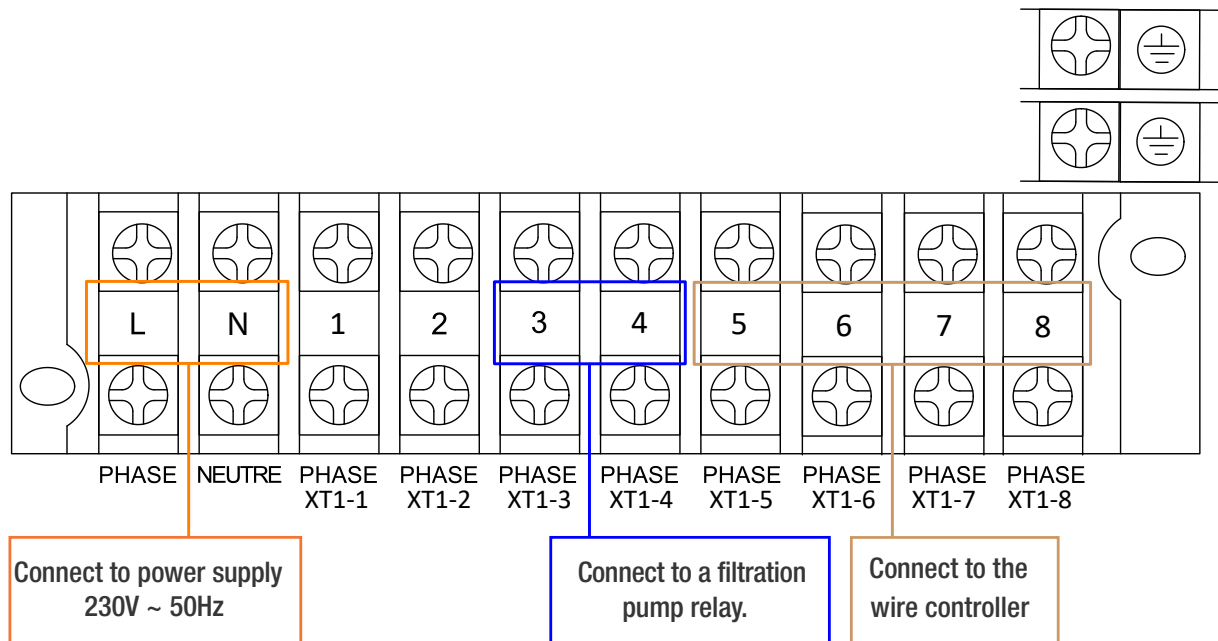 L N 1 2 3 4 5 6 7 8
PHASE NEUTRE PHASE PHASE PHASE PHASE PHASE PHASE PHASE PHASE
XT1-1 XT1-2 XT1-3 XT1-4 XT1-5 XT1-6 XT1-7 XT1-8
Connect to power supply
230V ~ 50Hz
Connect to a filtration
pump relay.
Connect to the
wire controller